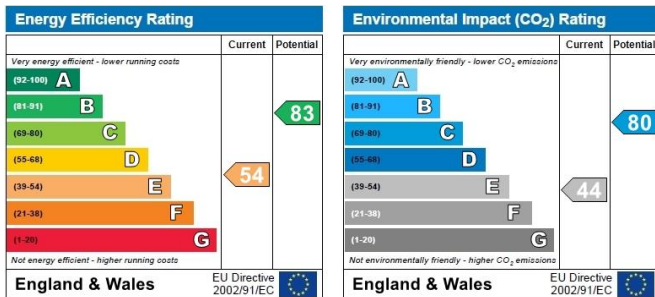 Energy Efficiency Rating
Current Potential
Very energy efficient - lower running costs
(92-100) A
(81-91) B
(69-80) C
(55-68) D
(39-54) E
(21-38) F
(1-20) G
83
54
Not energy efficient - higher running costs
England & Wales
EU Directive
2002/91/EC
Environmental Impact (CO₂) Rating
Current Potential
Very environmentally friendly - lower CO₂ emissions
(92-100) A
(81-91) B
(69-80) C
(55-68) D
(39-54) E
(21-38) F
(1-20) G
80
44
Not environmentally friendly - higher CO₂ emissions
England & Wales
EU Directive
2002/91/EC